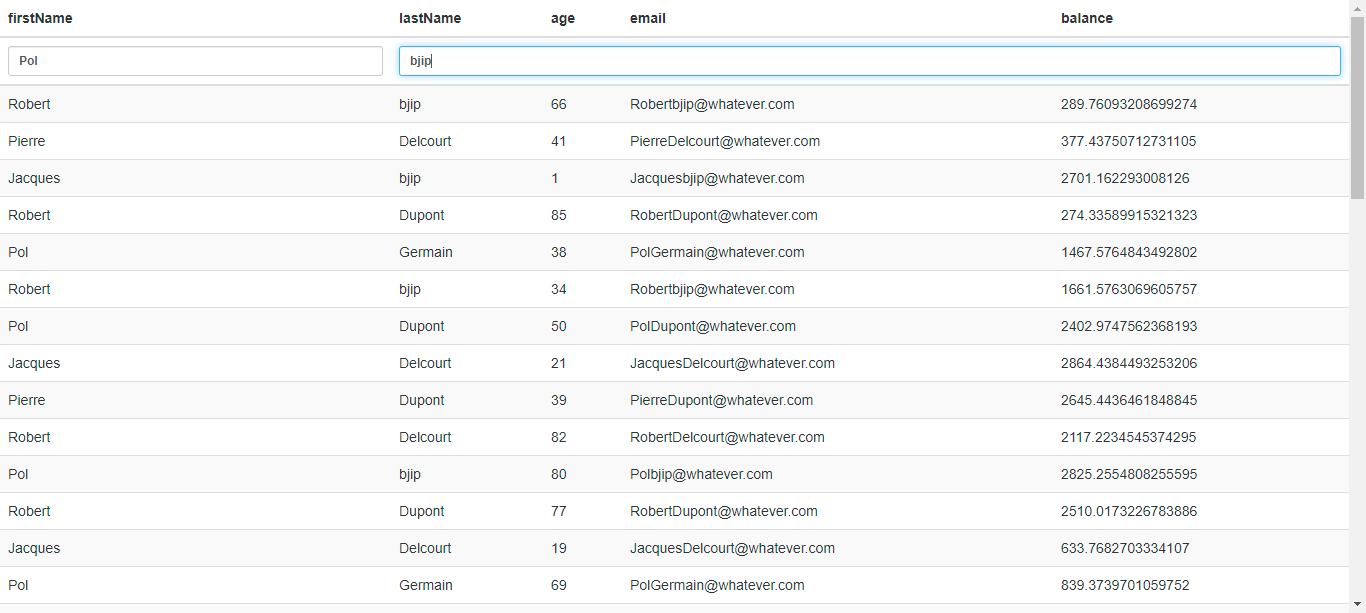 firstName lastName age email balance
Pol bjip
Robert bjip 66 Robertbjip@whatever.com 289.76093208699274
Pierre Delcourt 41 PierreDelcourt@whatever.com 377.43750712731105
Jacques bjip 1 Jacquesbjip@whatever.com 2701.162293008126
Robert Dupont 85 RobertDupont@whatever.com 274.33589915321323
Pol Germain 38 PolGermain@whatever.com 1467.5764843492802
Robert bjip 34 Robertbjip@whatever.com 1661.5763069605757
Pol Dupont 50 PolDupont@whatever.com 2402.9747562368193
Jacques Delcourt 21 JacquesDelcourt@whatever.com 2864.4384493253206
Pierre Dupont 39 PierreDupont@whatever.com 2645.4436461848845
Robert Delcourt 82 RobertDelcourt@whatever.com 2117.2234545374295
Pol bjip 80 Polbjip@whatever.com 2825.2554808255595
Robert Dupont 77 RobertDupont@whatever.com 2510.0173226783886
Jacques Delcourt 19 JacquesDelcourt@whatever.com 633.7682703334107
Pol Germain 69 PolGermain@whatever.com 839.3739701059752